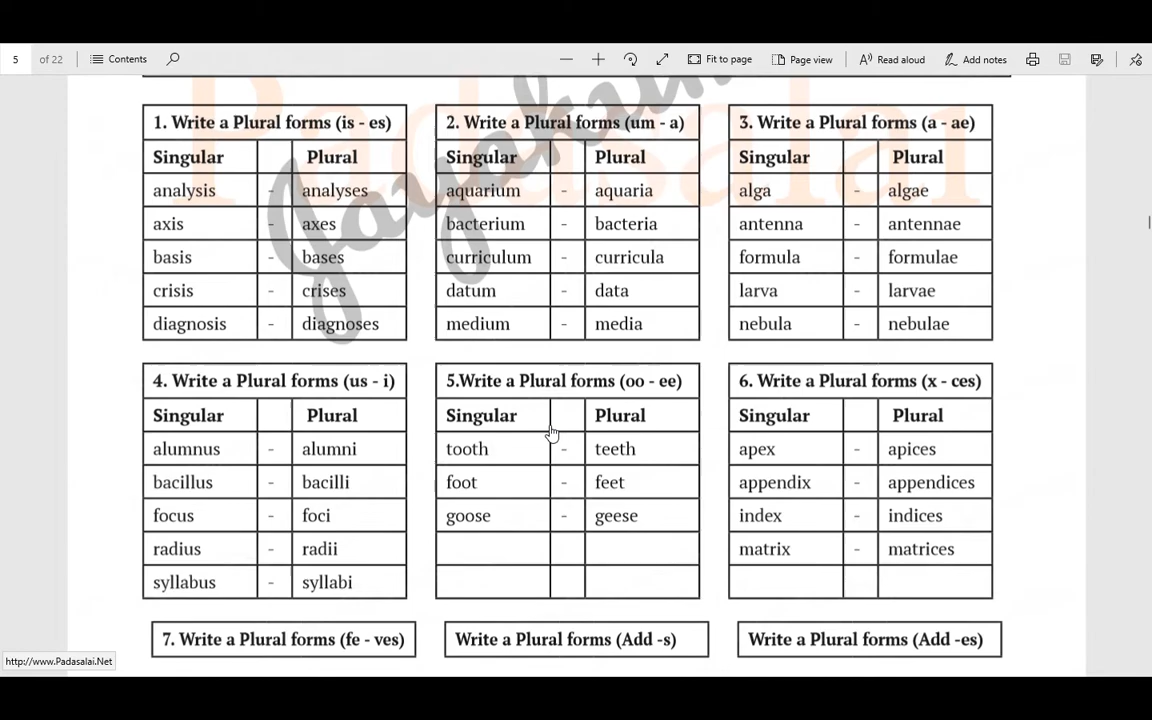 5 of 22 Contents Fit to page Page view Read aloud Add notes
Padasalai
Jayakum
1. Write a Plural forms (is - es)
Singular Plural
analysis - analyses
axis - axes
basis - bases
crisis - crises
diagnosis - diagnoses
2. Write a Plural forms (um - a)
Singular Plural
aquarium - aquaria
bacterium - bacteria
curriculum - curricula
datum - data
medium - media
3. Write a Plural forms (a - ae)
Singular Plural
alga - algae
antenna - antennae
formula - formulae
larva - larvae
nebula - nebulae
4. Write a Plural forms (us - i)
Singular Plural
alumnus - alumni
bacillus - bacilli
focus - foci
radius - radii
syllabus - syllabi
5.Write a Plural forms (oo - ee)
Singular Plural
tooth - teeth
foot - feet
goose - geese
6. Write a Plural forms (x - ces)
Singular Plural
apex - apices
appendix - appendices
index - indices
matrix - matrices
7. Write a Plural forms (fe - ves)
Write a Plural forms (Add -s)
Write a Plural forms (Add -es)
http://www.Padasalai.Net